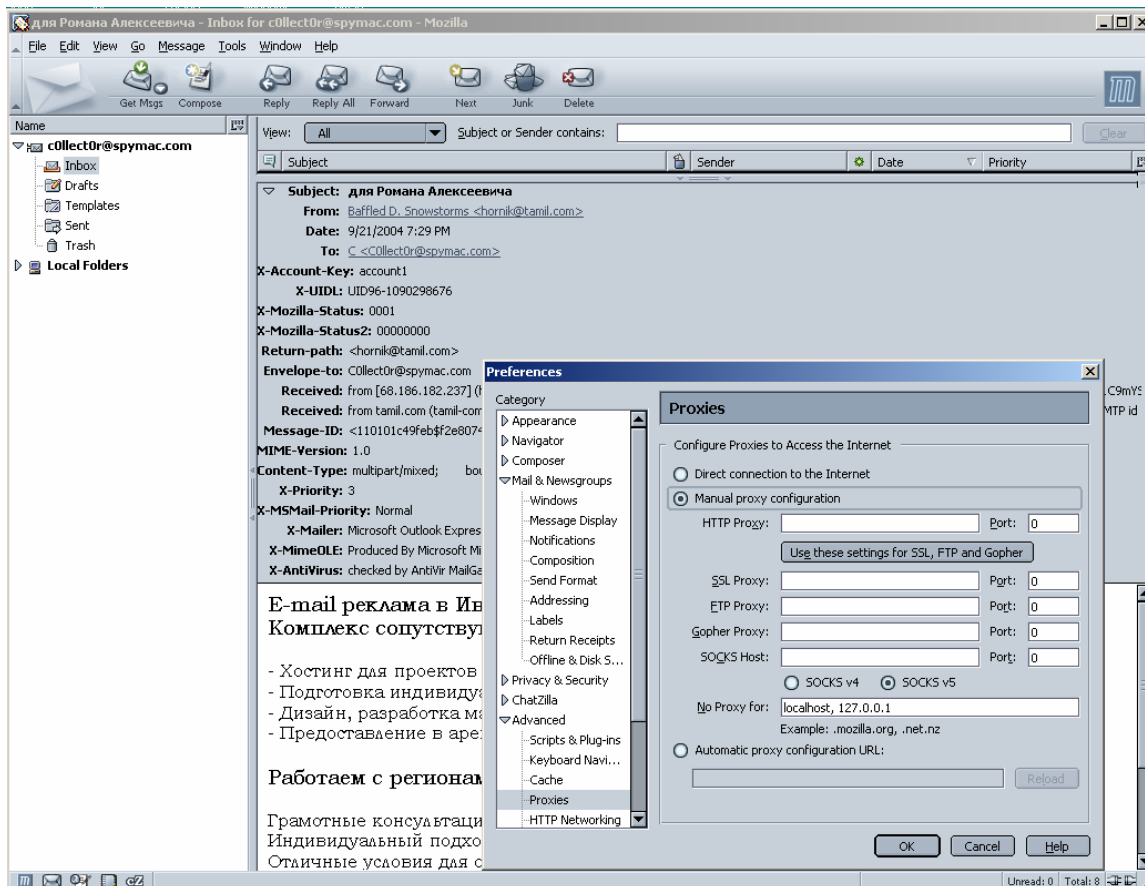 для Романа Алексеевича - Inbox for c0llect0r@spymac.com - Mozilla
File Edit View Go Message Tools Window Help
Get Msgs Compose Reply Reply All Forward Next Junk Delete
Name
c0llect0r@spymac.com
Inbox
Drafts
Templates
Sent
Trash
Local Folders
View: All Subject or Sender contains: Clear
Subject Sender Date Priority
Subject: для Романа Алексеевича
From: Baffled D. Snowstorms <hornik@tamil.com>
Date: 9/21/2004 7:29 PM
To: C <C0llect0r@spymac.com>
X-Account-Key: account1
X-UIDL: UID96-1090298676
X-Mozilla-Status: 0001
X-Mozilla-Status2: 00000000
Return-path: <hornik@tamil.com>
Envelope-to: C0llect0r@spymac.com
Received: from [68.186.182.237]
Received: from tamil.com
MTP id
Message-ID: <110101c49feb$f2e8074
MIME-Version: 1.0
Content-Type: multipart/mixed;
X-Priority: 3
X-MSMail-Priority: Normal
X-Mailer: Microsoft Outlook Expres
X-MimeOLE: Produced By Microsoft Mi
X-AntiVirus: checked by AntiVir MailGa
E-mail реклама в Ин
Комплекс сопутству
- Хостинг для проектов
- Подготовка индивидуа
- Дизайн, разработка ма
- Предоставление в аре
Работаем с регионам
Грамотные консультаци
Индивидуальный подхо
Отличные условия для с
Preferences
Category
Appearance
Navigator
Composer
Mail & Newsgroups
Windows
Message Display
Notifications
Composition
Send Format
Addressing
Labels
Return Receipts
Offline & Disk S...
Privacy & Security
ChatZilla
Advanced
Scripts & Plug-ins
Keyboard Navi...
Cache
Proxies
HTTP Networking
Proxies
Configure Proxies to Access the Internet
Direct connection to the Internet
Manual proxy configuration
HTTP Proxy: Port: 0
Use these settings for SSL, FTP and Gopher
SSL Proxy: Port: 0
FTP Proxy: Port: 0
Gopher Proxy: Port: 0
SOCKS Host: Port: 0
SOCKS v4 SOCKS v5
No Proxy for: localhost, 127.0.0.1
Example: .mozilla.org, .net.nz
Automatic proxy configuration URL:
Reload
OK Cancel Help
Unread: 0 Total: 8